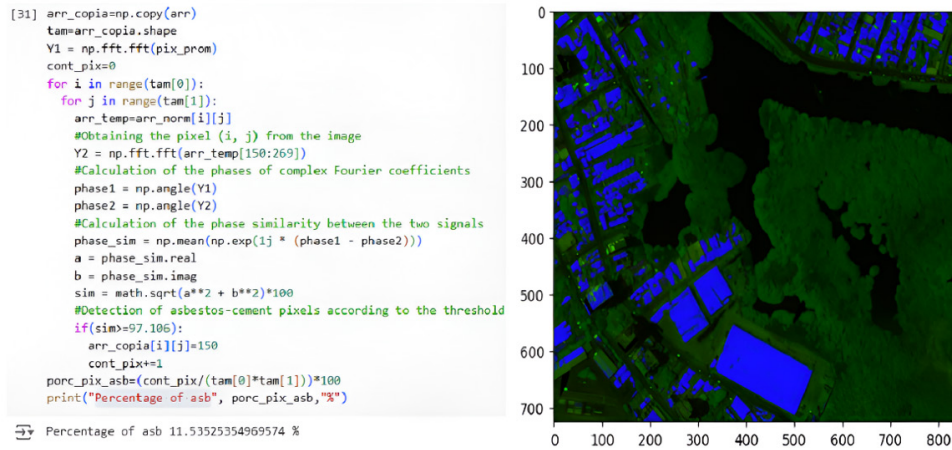 [31] arr_copia=np.copy(arr)
tam=arr_copia.shape
Y1 = np.fft.fft(pix_prom)
cont_pix=0
for i in range(tam[0]):
for j in range(tam[1]):
arr_temp=arr_norm[i][j]
#Obtaining the pixel (i, j) from the image
Y2 = np.fft.fft(arr_temp[150:269])
#Calculation of the phases of complex Fourier coefficients
phase1 = np.angle(Y1)
phase2 = np.angle(Y2)
#Calculation of the phase similarity between the two signals
phase_sim = np.mean(np.exp(1j * (phase1 - phase2)))
a = phase_sim.real
b = phase_sim.imag
sim = math.sqrt(a**2 + b**2)*100
#Detection of asbestos-cement pixels according to the threshold
if(sim>=97.106):
arr_copia[i][j]=150
cont_pix+=1
porc_pix_asb=(cont_pix/(tam[0]*tam[1]))*100
print("Percentage of asb", porc_pix_asb,"%")
Percentage of asb 11.53525354969574 %
0
100
200
300
400
500
600
700
0 100 200 300 400 500 600 700 800